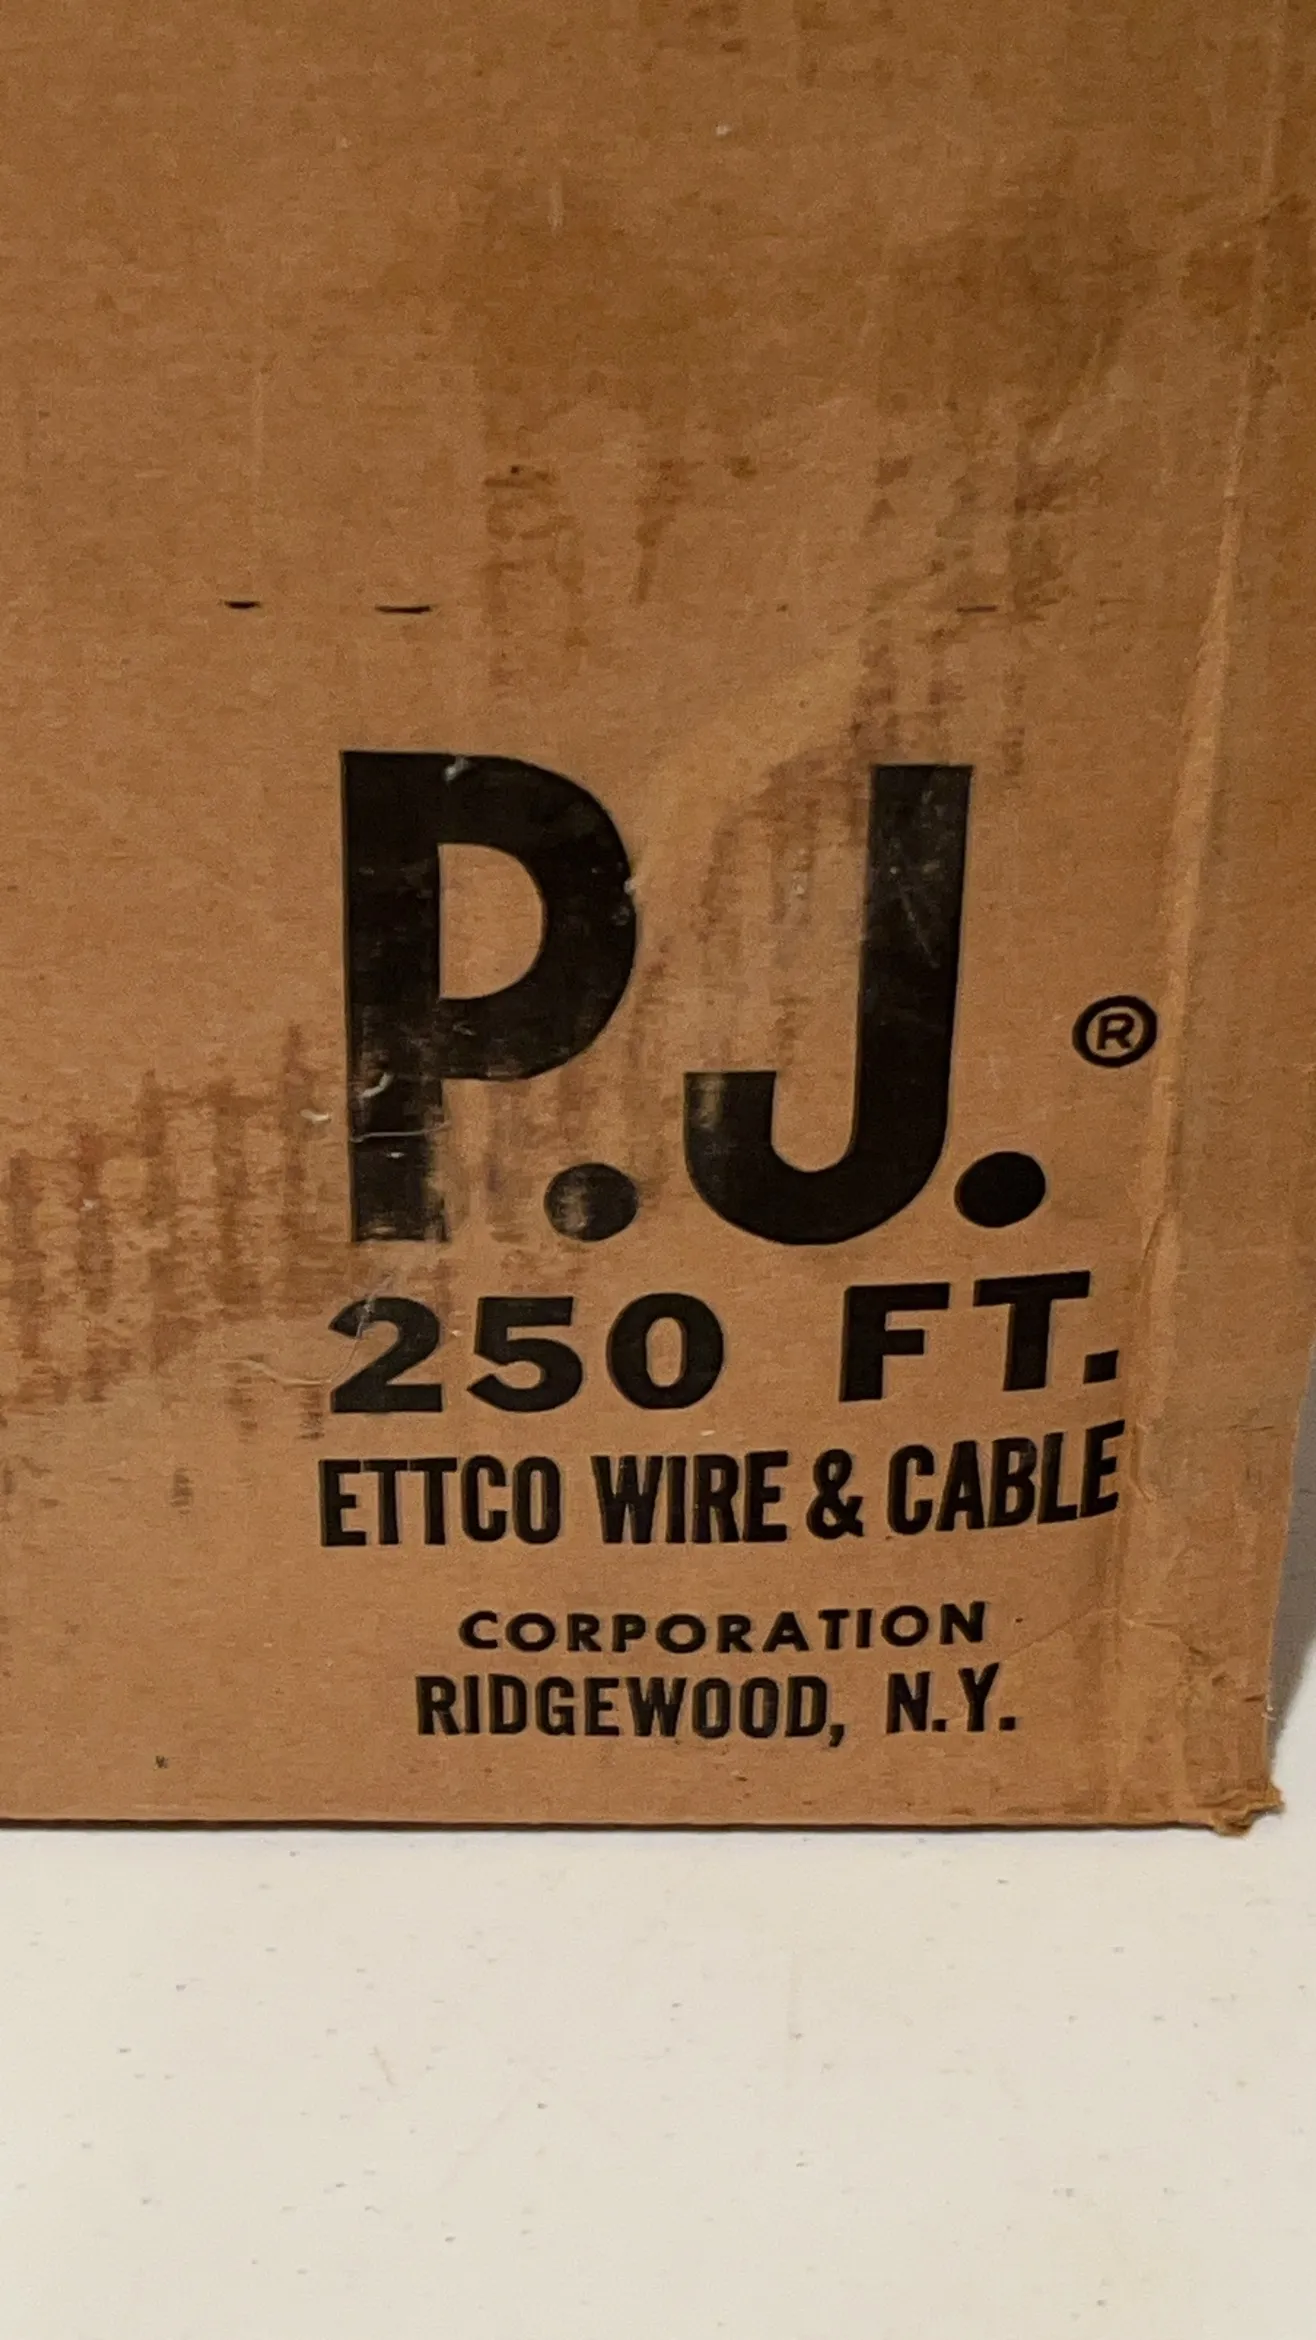 P.J. ®
250 FT.
ETTCO WIRE & CABLE
CORPORATION
RIDGEWOOD, N.Y.